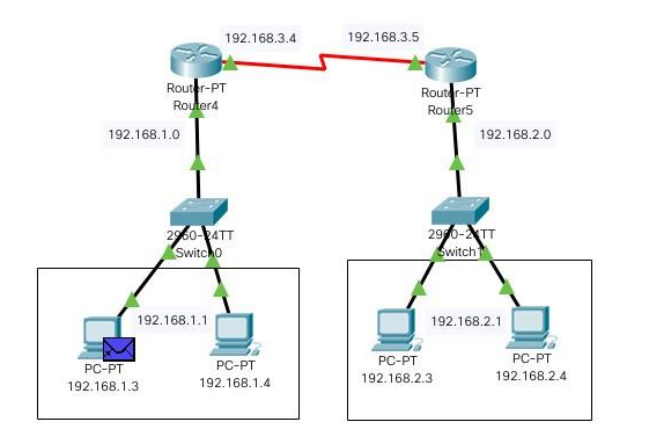 192.168.3.4
192.168.3.5
Router-PT
Router4
Router-PT
Router5
192.168.1.0
192.168.2.0
2960-24TT
Switch0
2960-24TT
Switch1
192.168.1.1
192.168.2.1
PC-PT
192.168.1.3
PC-PT
192.168.1.4
PC-PT
192.168.2.3
PC-PT
192.168.2.4